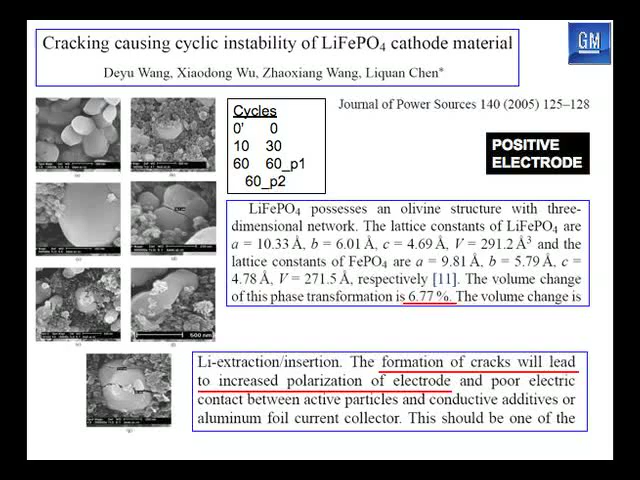 Cracking causing cyclic instability of LiFePO₄ cathode material
GM
Deyu Wang, Xiaodong Wu, Zhaoxiang Wang, Liquan Chen*
Journal of Power Sources 140 (2005) 125–128
Cycles
0' 0
10 30
60 60_p1
60_p2
POSITIVE
ELECTRODE
LiFePO₄ possesses an olivine structure with three-
dimensional network. The lattice constants of LiFePO₄ are
a = 10.33 Å, b = 6.01 Å, c = 4.69 Å, V = 291.2 Å³ and the
lattice constants of FePO₄ are a = 9.81 Å, b = 5.79 Å, c =
4.78 Å, V = 271.5 Å, respectively [11]. The volume change
of this phase transformation is 6.77 %. The volume change is
500 nm
Li-extraction/insertion. The formation of cracks will lead
to increased polarization of electrode and poor electric
contact between active particles and conductive additives or
aluminum foil current collector. This should be one of the